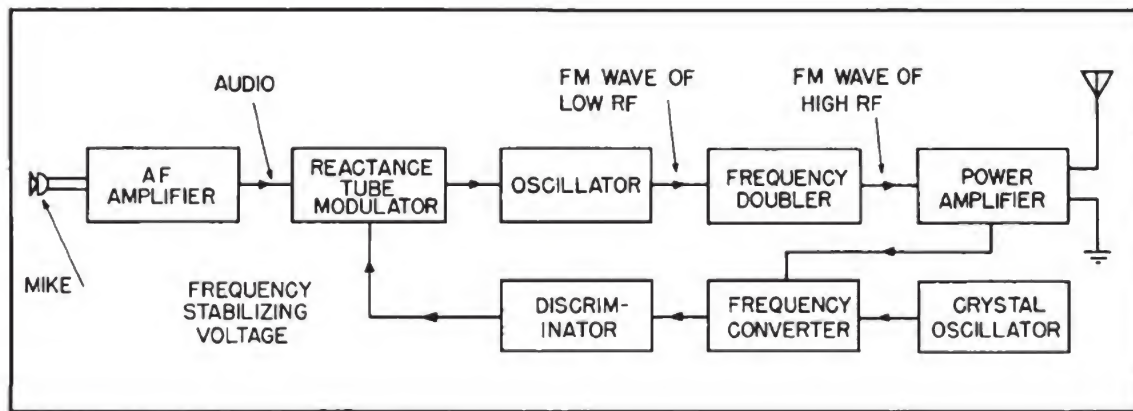 AUDIO
FM WAVE OF
LOW RF
FM WAVE OF
HIGH RF
AF
AMPLIFIER
REACTANCE
TUBE
MODULATOR
OSCILLATOR
FREQUENCY
DOUBLER
POWER
AMPLIFIER
MIKE
FREQUENCY
STABILIZING
VOLTAGE
DISCRIM-
INATOR
FREQUENCY
CONVERTER
CRYSTAL
OSCILLATOR